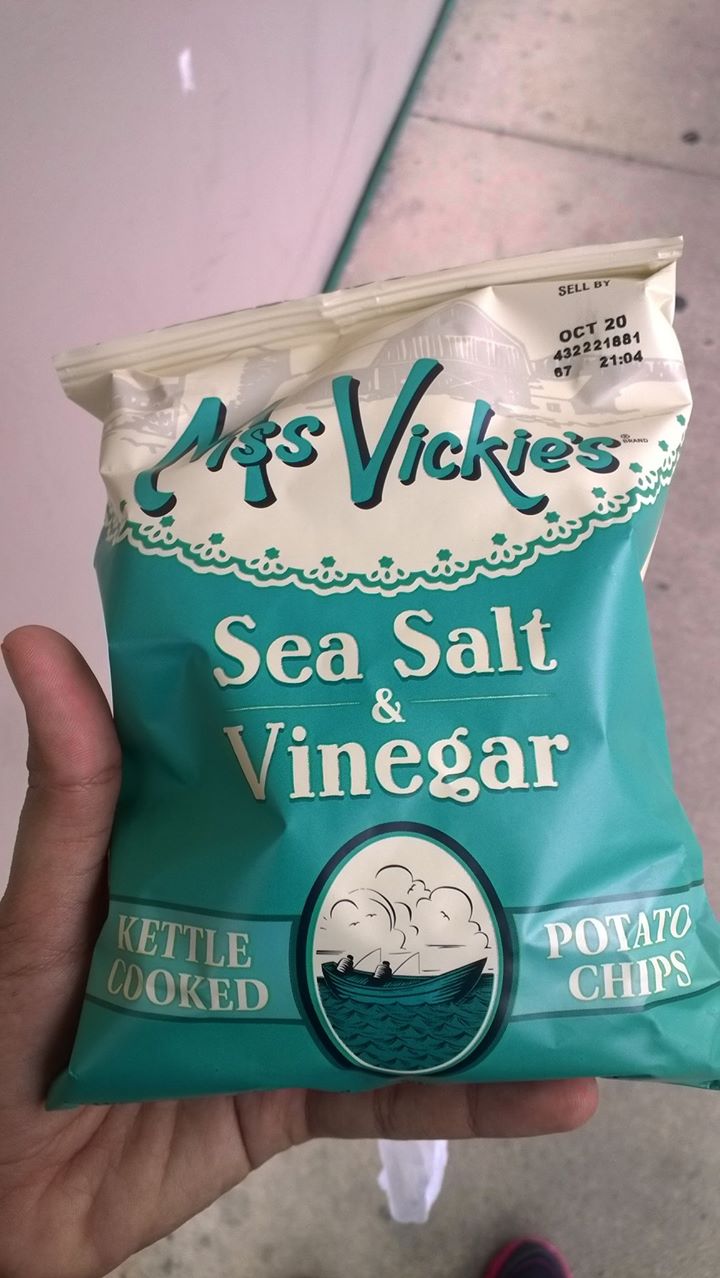 SELL BY
OCT 20
432221881
67 21:04
Miss Vickie's
® BRAND
Sea Salt
&
Vinegar
KETTLE
COOKED
POTATO
CHIPS